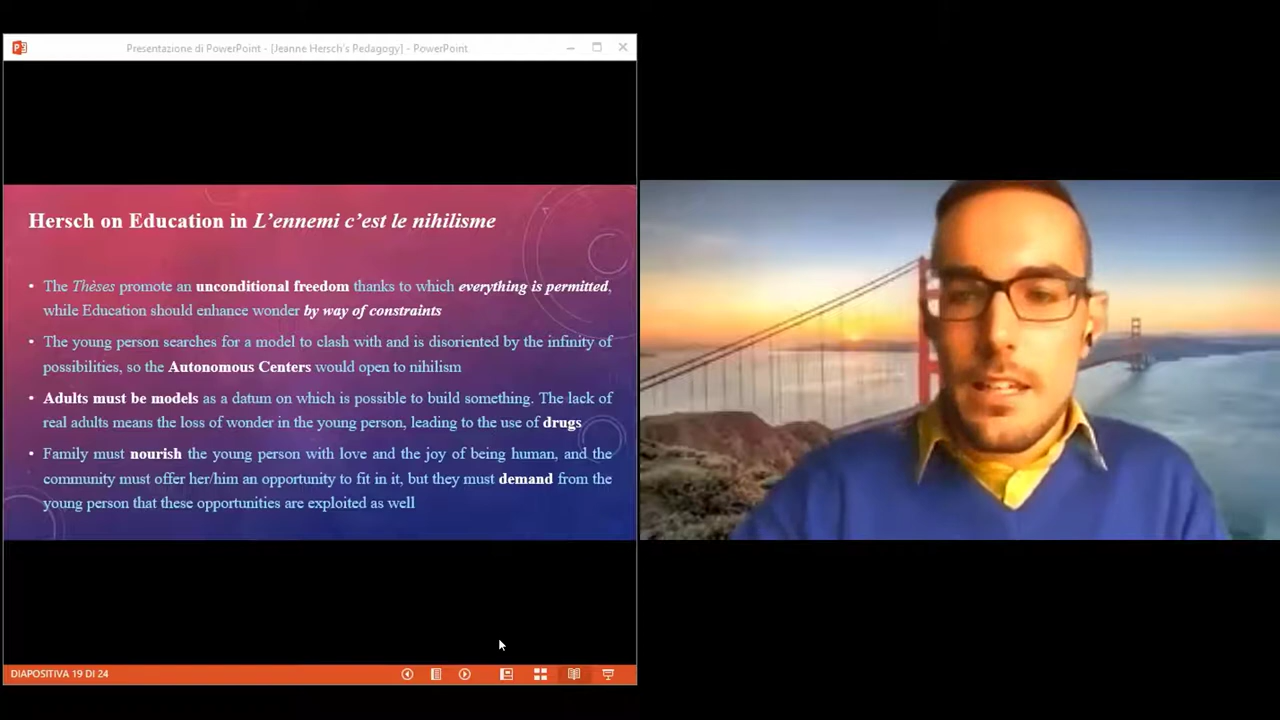 Presentazione di PowerPoint - [Jeanne Hersch's Pedagogy] - PowerPoint
Hersch on Education in L'ennemi c'est le nihilisme
• The Thèses promote an unconditional freedom thanks to which everything is permitted,
while Education should enhance wonder by way of constraints
• The young person searches for a model to clash with and is disoriented by the infinity of
possibilities, so the Autonomous Centers would open to nihilism
• Adults must be models as a datum on which is possible to build something. The lack of
real adults means the loss of wonder in the young person, leading to the use of drugs
• Family must nourish the young person with love and the joy of being human, and the
community must offer her/him an opportunity to fit in it, but they must demand from the
young person that these opportunities are exploited as well
DIAPOSITIVA 19 DI 24